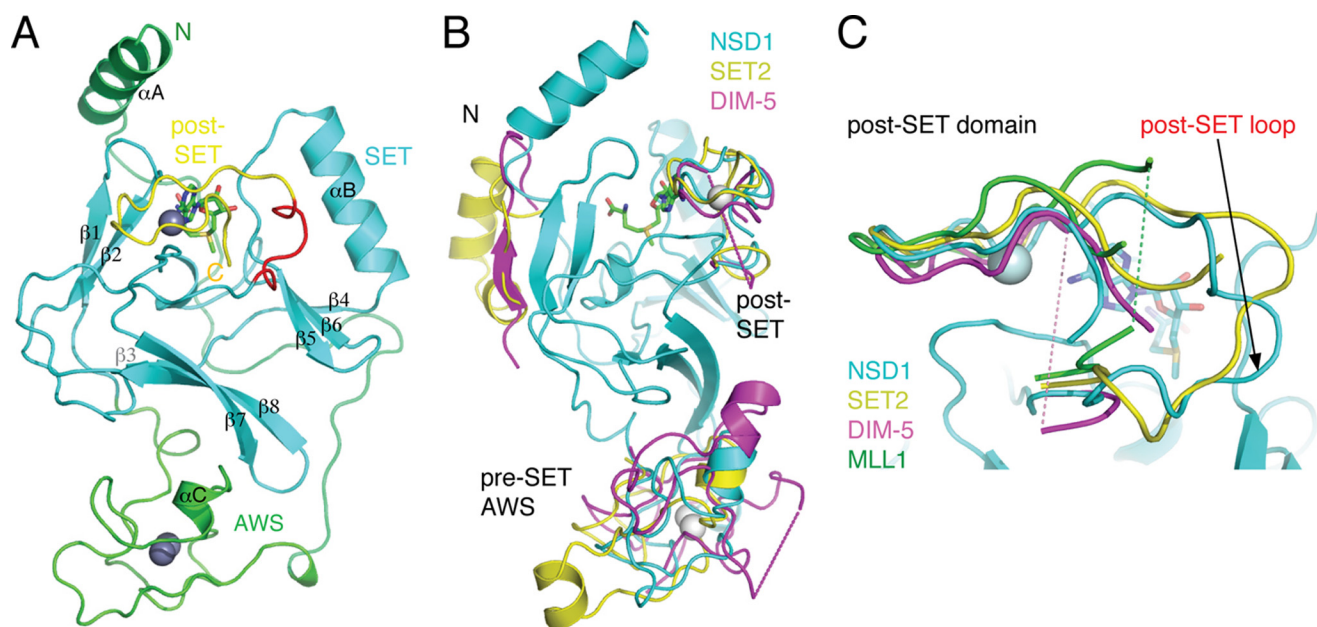 A
N
αA
post-
SET
SET
αB
β1
β2
C
β4
β6
β5
β3
β8
β7
αC
AWS
B
NSD1
SET2
DIM-5
N
post-
SET
pre-SET
AWS
C
post-SET domain
post-SET loop
NSD1
SET2
DIM-5
MLL1